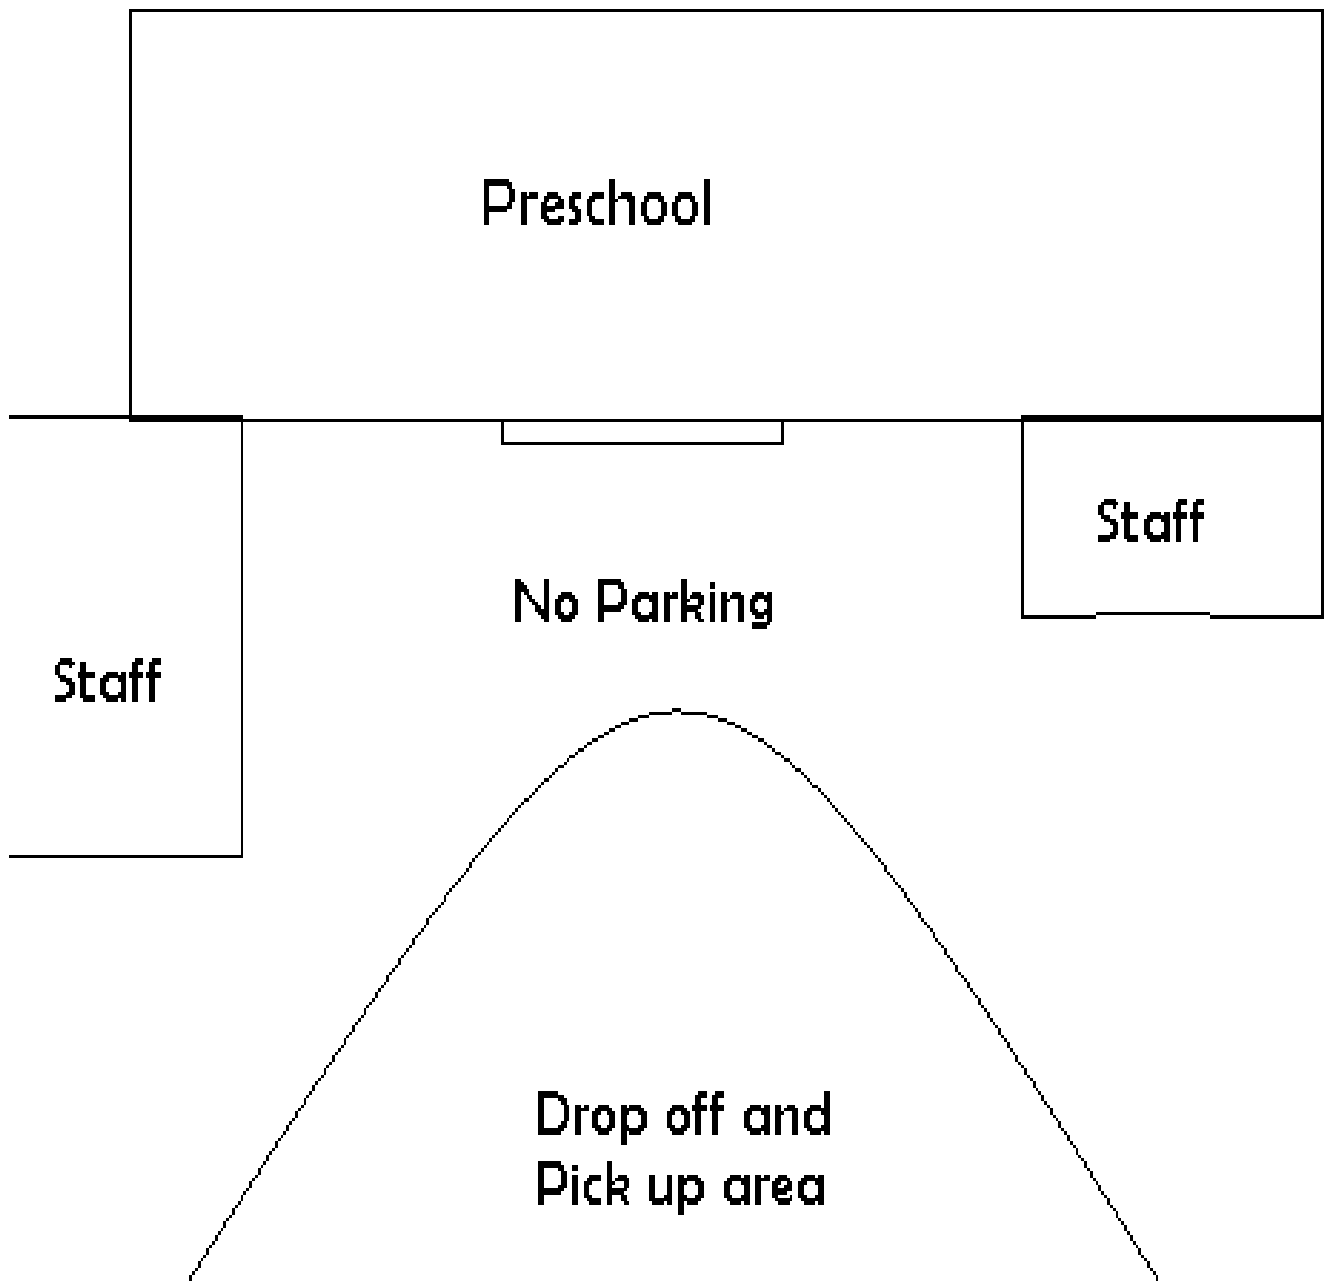 Preschool
Staff
No Parking
Staff
Drop off and
Pick up area